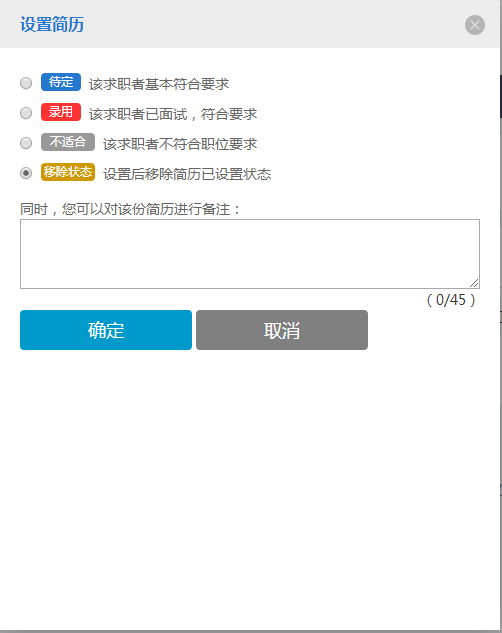 设置简历
待定 该求职者基本符合要求
录用 该求职者已面试，符合要求
不适合 该求职者不符合职位要求
移除状态 设置后移除简历已设置状态
同时，您可以对该份简历进行备注：
( 0/45 )
确定 取消